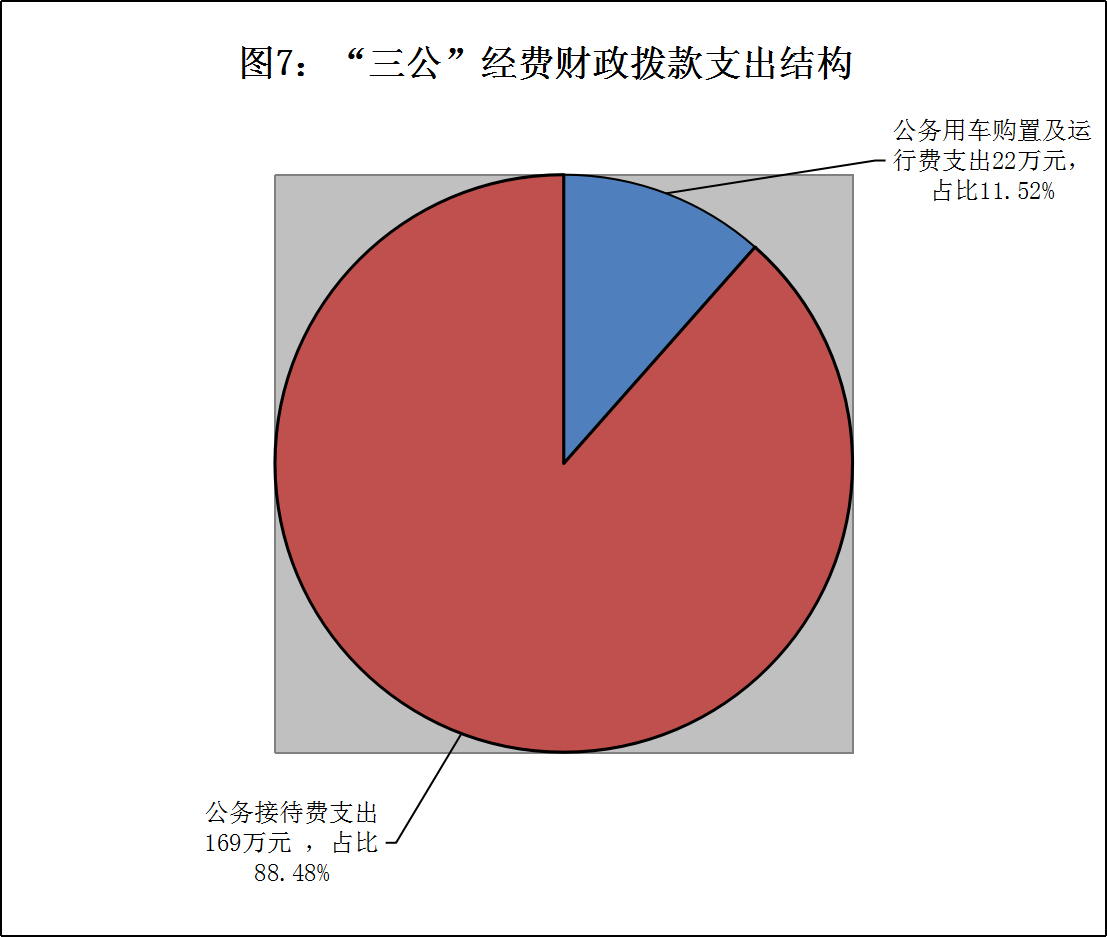 图7：“三公”经费财政拨款支出结构
公务用车购置及运
行费支出22万元，
占比11.52%
公务接待费支出
169万元 ，占比
88.48%